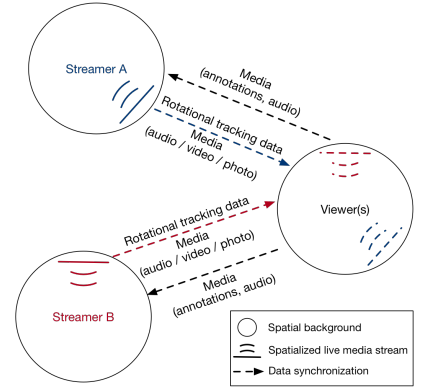 Streamer A
Media
(annotations, audio)
Rotational tracking data
Media
(audio / video / photo)
Viewer(s)
Rotational tracking data
Media
(audio / video / photo)
Media
(annotations, audio)
Streamer B
Spatial background
Spatialized live media stream
Data synchronization